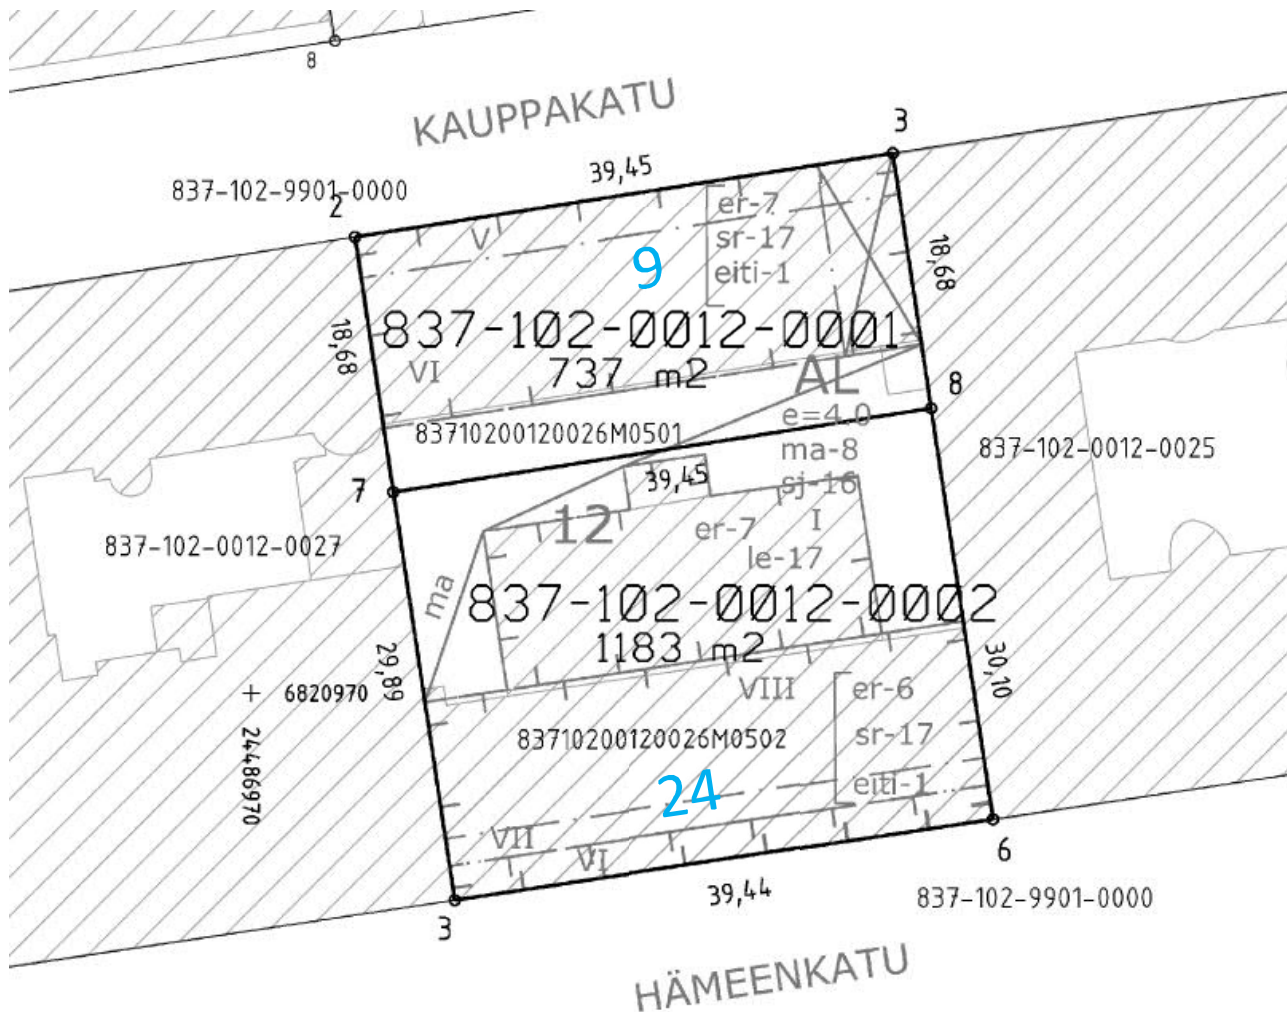 8
KAUPPAKATU
3
39,45
837-102-9901-0000
2
er-7
V
sr-17
9
eiti-1
18,68
18,68
837-102-0012-0001
VI
737 m2
AL
8
e=4.0
83710200120026M0501
ma-8
837-102-0012-0025
7
39,45
sj-16
12
I
er-7
837-102-0012-0027
le-17
ma
837-102-0012-0002
1183 m2
29,89
30,10
6820970
VIII
er-6
24486970
83710200120026M0502
sr-17
24
eiti-1
VII
VI
6
39,44
837-102-9901-0000
3
HÄMEENKATU